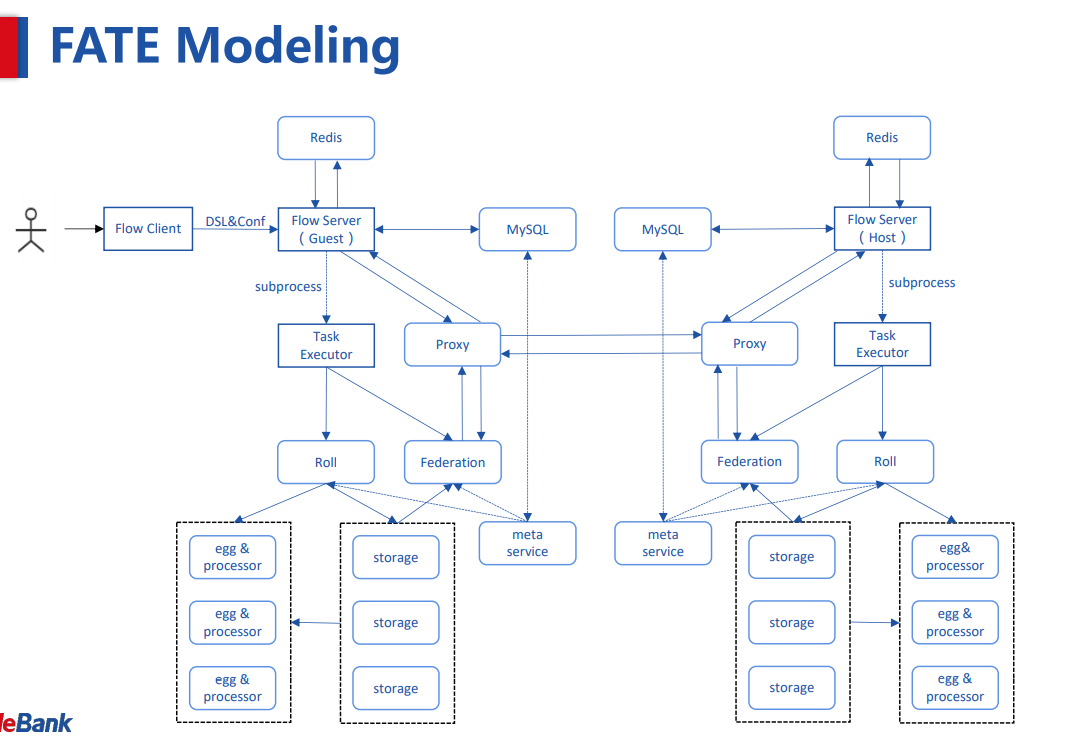 FATE Modeling
Redis
Redis
Flow Client
DSL&Conf
Flow Server
( Guest )
MySQL
MySQL
Flow Server
( Host )
subprocess
subprocess
Task
Executor
Proxy
Proxy
Task
Executor
Roll
Federation
Federation
Roll
egg &
processor
storage
meta
service
meta
service
storage
egg&
processor
egg &
processor
storage
storage
egg &
processor
egg &
processor
storage
storage
egg &
processor
eBank